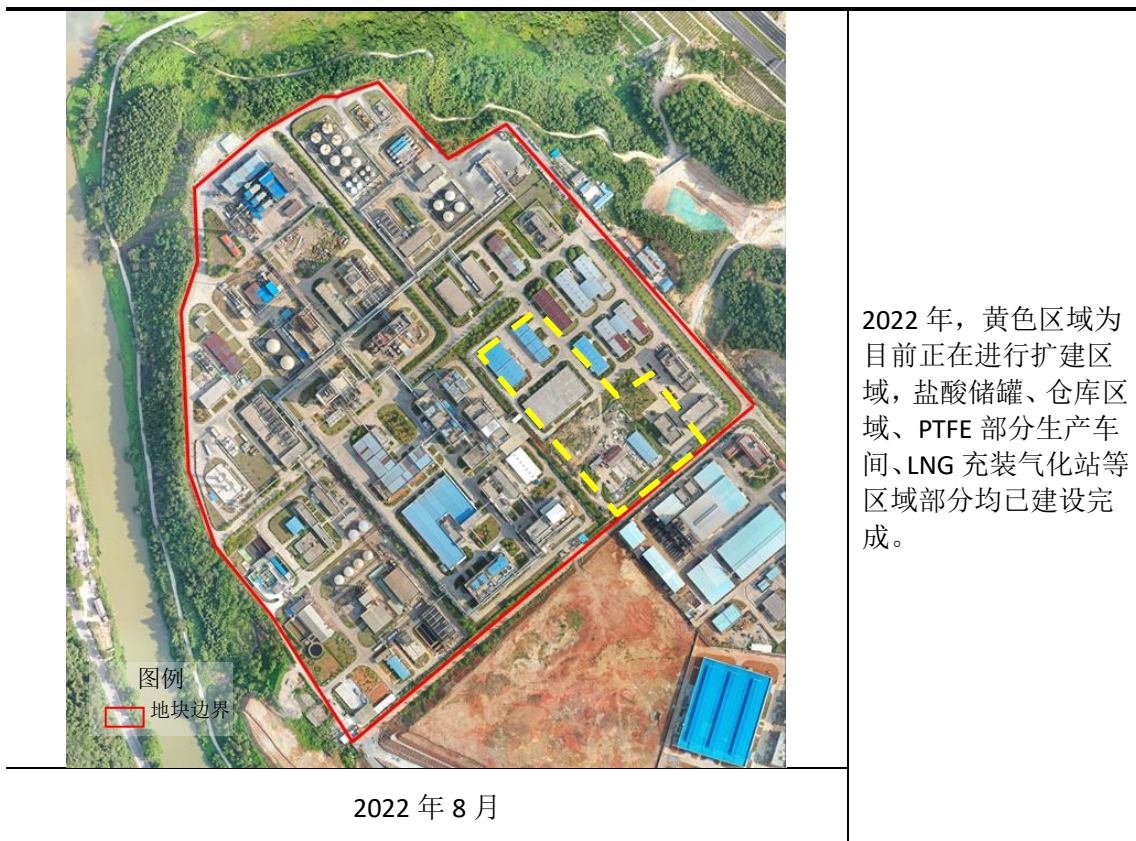 2022 年，黄色区域为
目前正在进行扩建区
域，盐酸储罐、仓库区
域、PTFE 部分生产车
间、LNG 充装气化站等
区域部分均已建设完
成。
图例
地块边界
2022 年 8 月